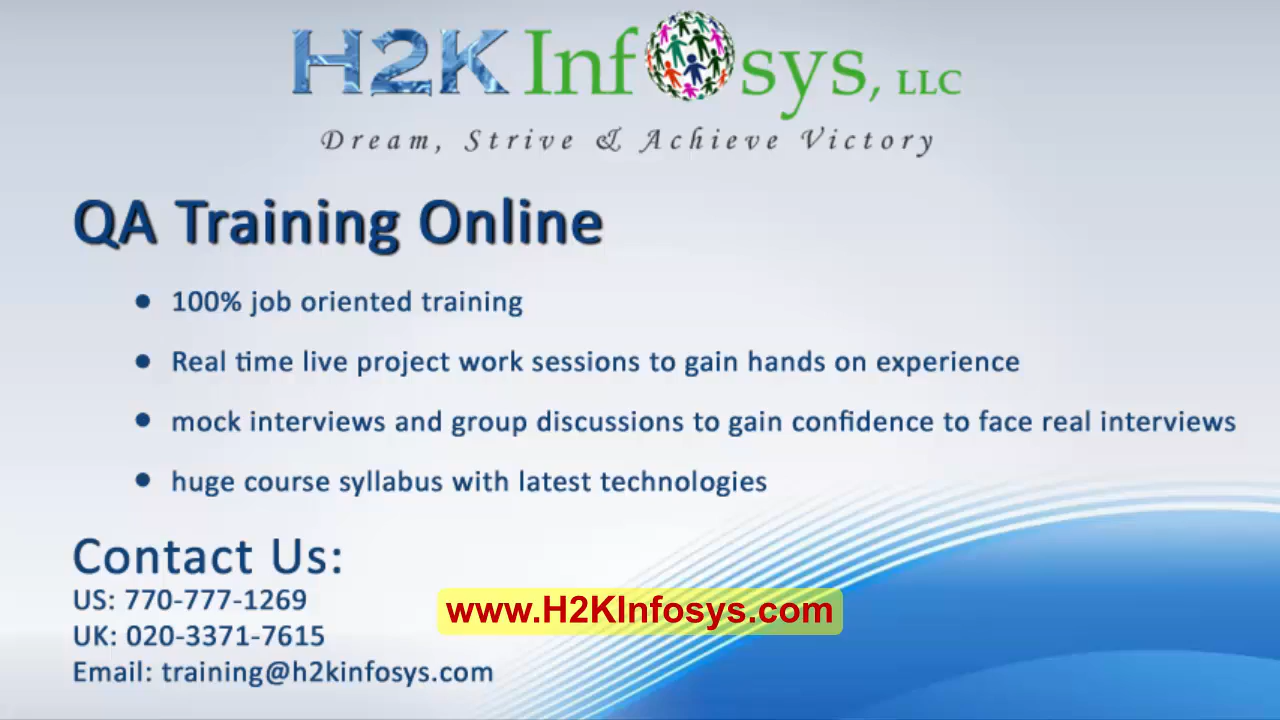 H2K Infosys, LLC
Dream, Strive & Achieve Victory
QA Training Online
• 100% job oriented training
• Real time live project work sessions to gain hands on experience
• mock interviews and group discussions to gain confidence to face real interviews
• huge course syllabus with latest technologies
Contact Us:
US: 770-777-1269
www.H2KInfosys.com
UK: 020-3371-7615
Email: training@h2kinfosys.com